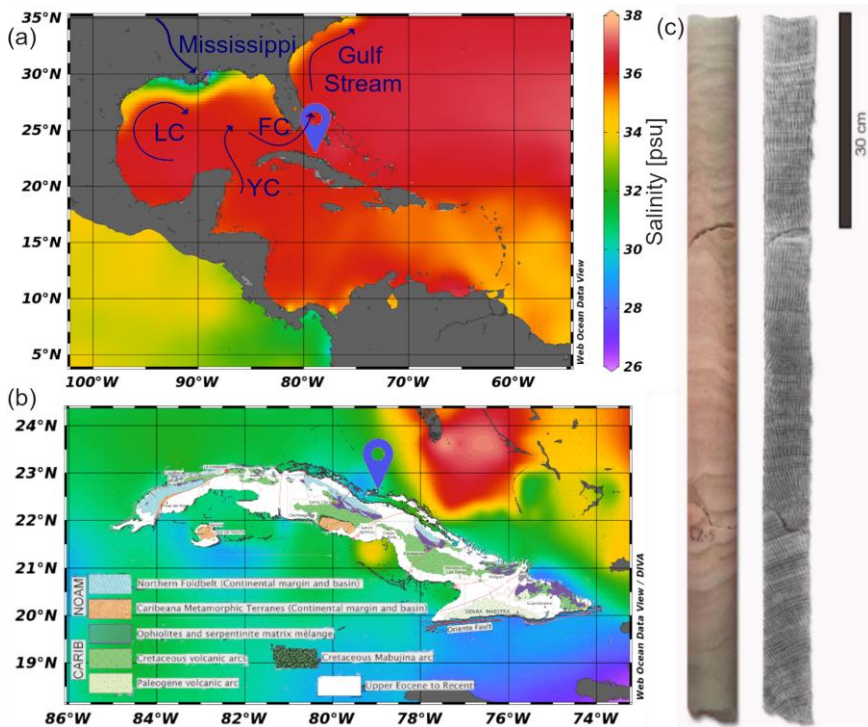 (a)
35°N
30°N
25°N
20°N
15°N
10°N
5°N
Mississippi
Gulf
Stream
LC
FC
YC
100°W
90°W
80°W
70°W
60°W
Web Ocean Data View
Salinity [psu]
38
36
34
32
30
28
26
(b)
24°N
23°N
22°N
21°N
20°N
19°N
NOAM
CARIB
Northern Foldbelt (Continental margin and basin)
Caribeana Metamorphic Terranes (Continental margin and basin)
Ophiolites and serpentinite matrix mélange
Cretaceous volcanic arcs
Cretaceous Mabujina arc
Paleogene volcanic arc
Upper Eocene to Recent
SIERRA MAESTRA
Oriente Fault
86°W
84°W
82°W
80°W
78°W
76°W
74°W
Web Ocean Data View / DIVA
(c)
30 cm